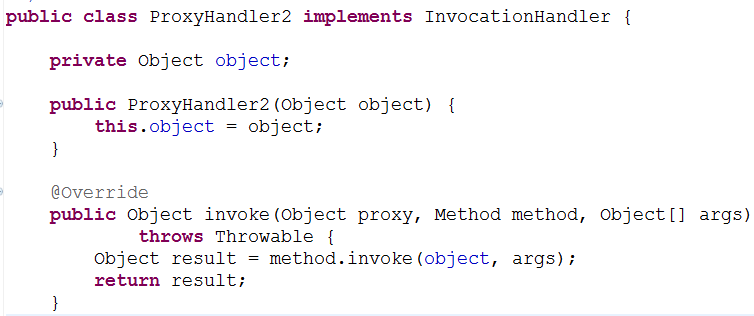 public class ProxyHandler2 implements InvocationHandler {
private Object object;
public ProxyHandler2(Object object) {
this.object = object;
}
@Override
public Object invoke(Object proxy, Method method, Object[] args)
throws Throwable {
Object result = method.invoke(object, args);
return result;
}